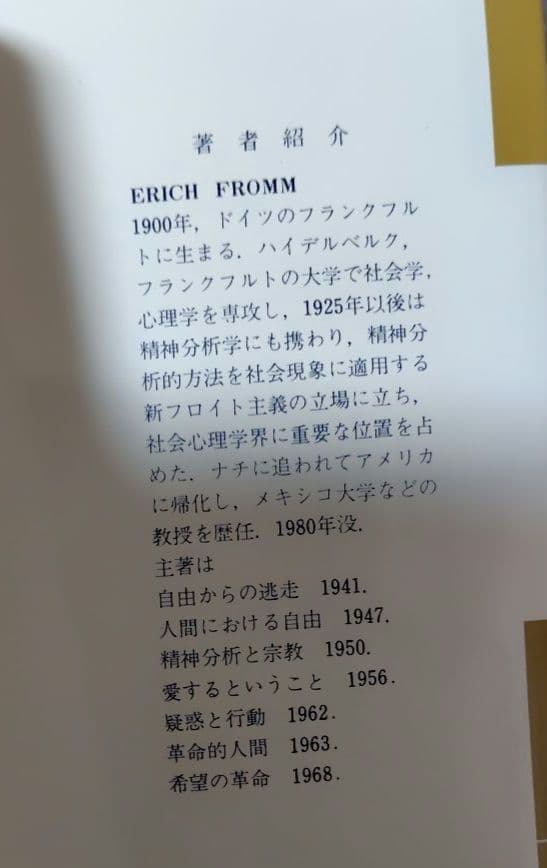 著者紹介
ERICH FROMM
1900年，ドイツのフランクフル
トに生まる．ハイデルベルク，
フランクフルトの大学で社会学，
心理学を専攻し，1925年以後は
精神分析学にも携わり，精神分
析的方法を社会現象に適用する
新フロイト主義の立場に立ち，
社会心理学界に重要な位置を占
めた．ナチに追われてアメリカ
に帰化し，メキシコ大学などの
教授を歴任．1980年没．
主著は
自由からの逃走 1941．
人間における自由 1947．
精神分析と宗教 1950．
愛するということ 1956．
疑惑と行動 1962．
革命的人間 1963．
希望の革命 1968．